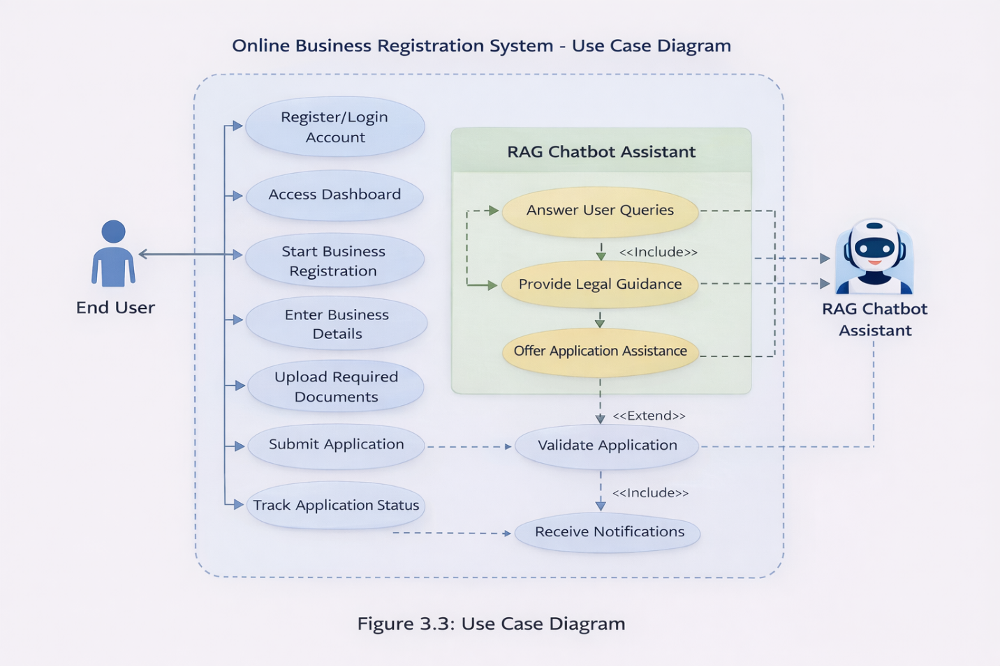 Online Business Registration System - Use Case Diagram
Register/Login
Account
Access Dashboard
Start Business
Registration
Enter Business
Details
Upload Required
Documents
Submit Application
Track Application Status
End User
RAG Chatbot Assistant
Answer User Queries
<<Include>>
Provide Legal Guidance
Offer Application Assistance
<<Extend>>
Validate Application
<<Include>>
Receive Notifications
RAG Chatbot
Assistant
Figure 3.3: Use Case Diagram